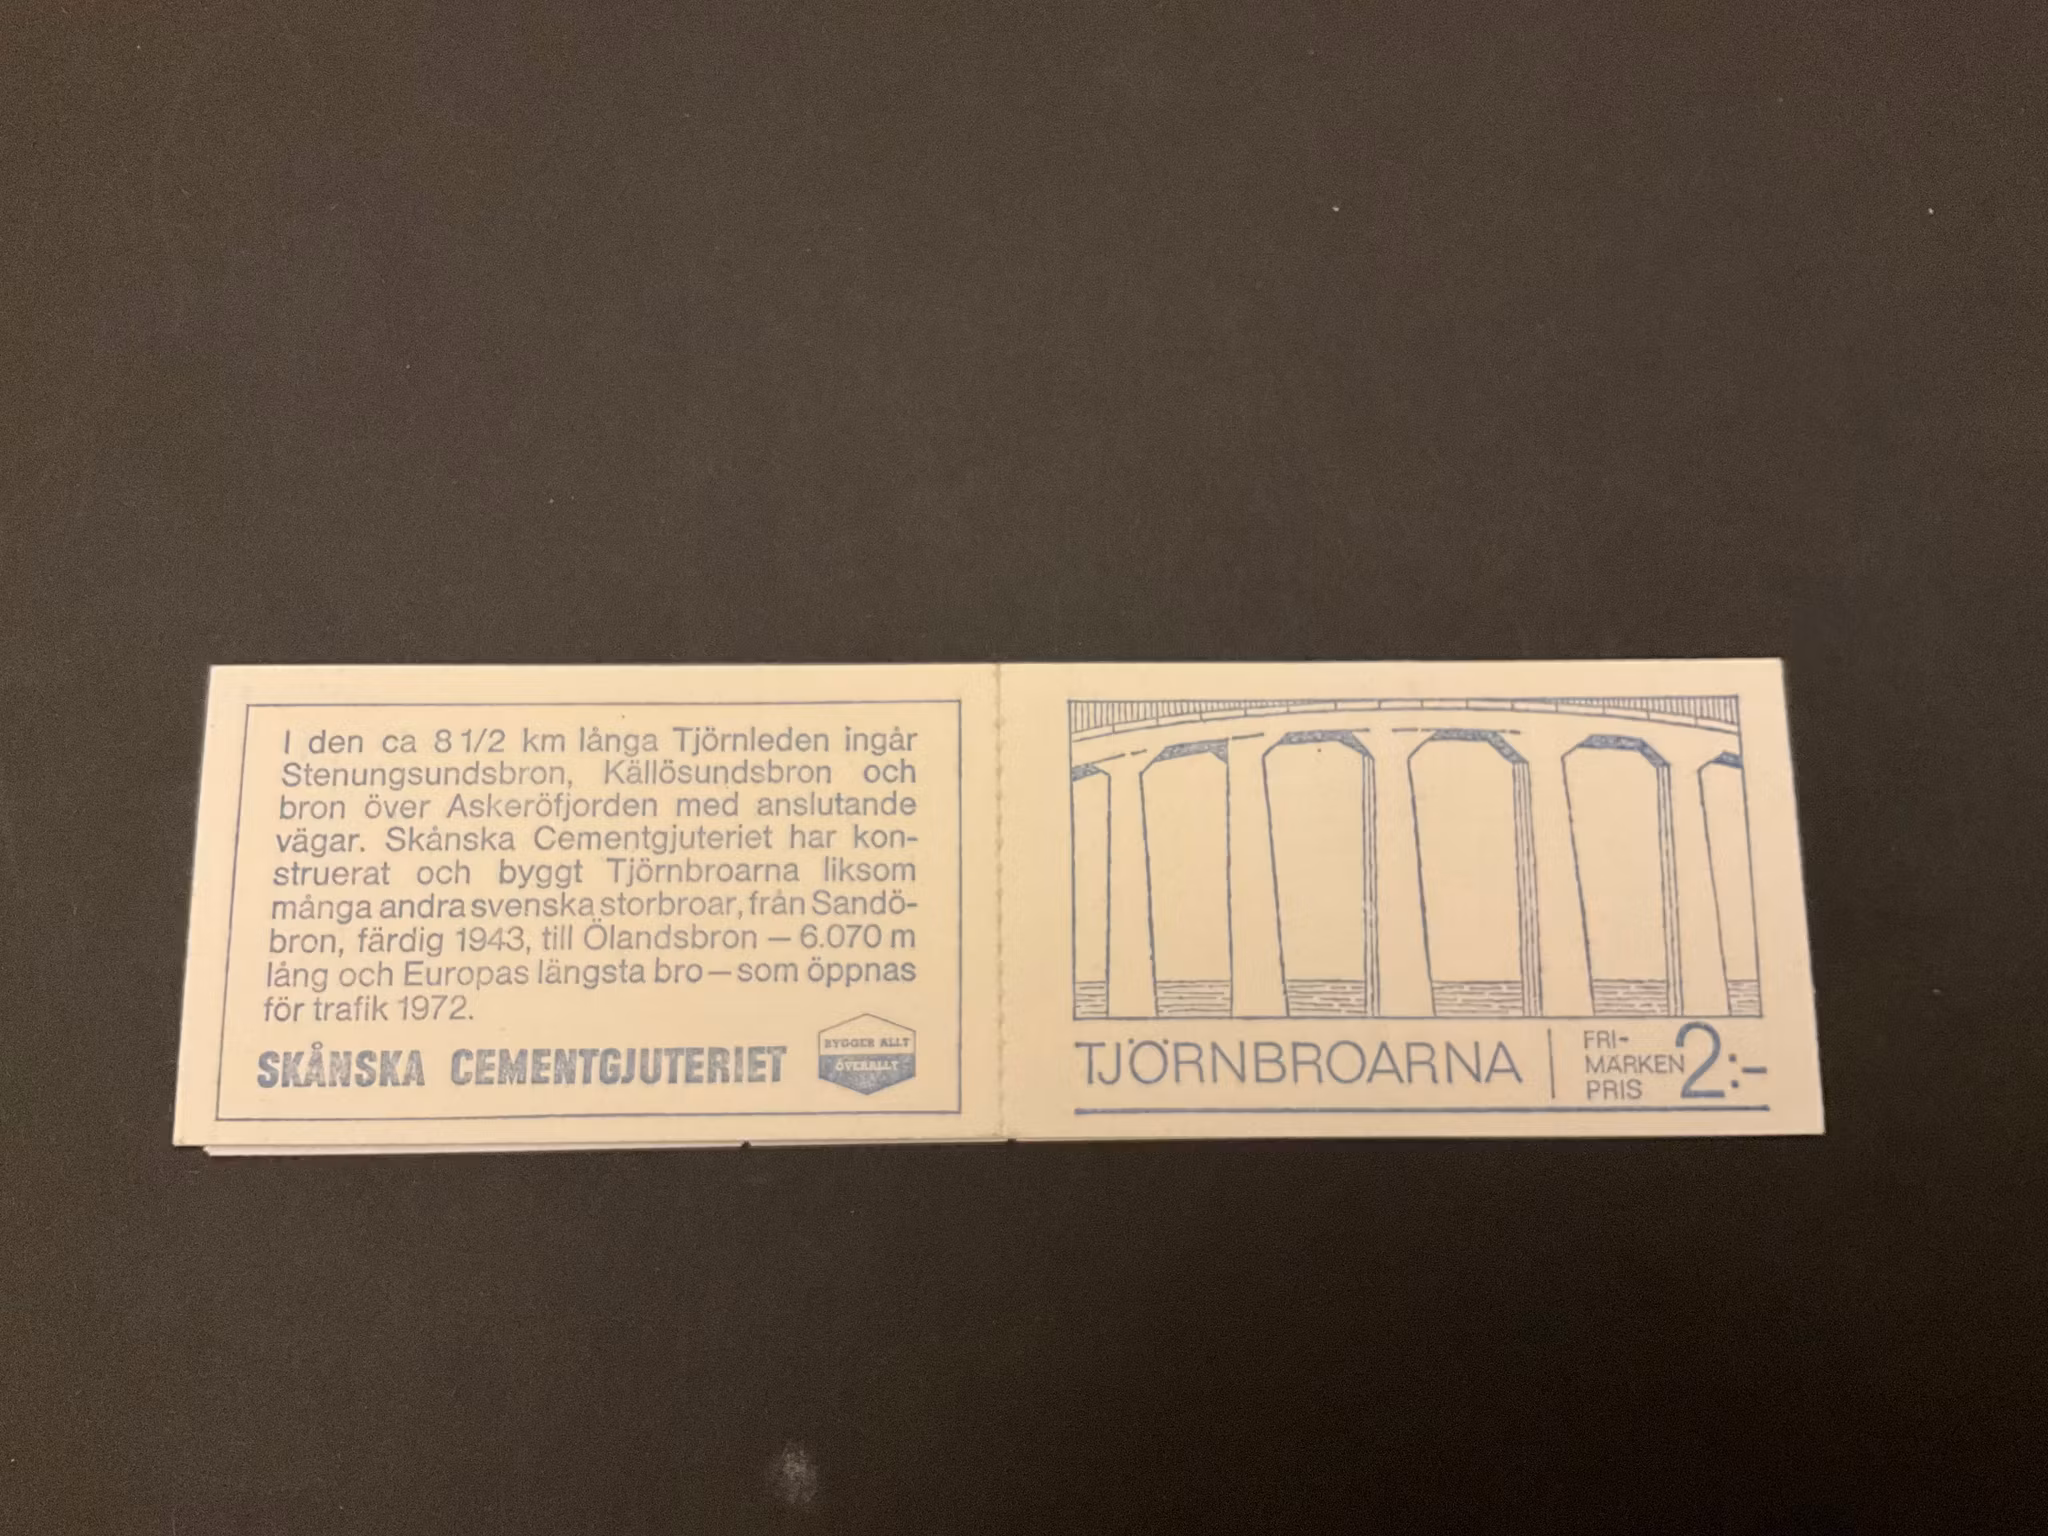 I den ca 8 1/2 km långa Tjörnleden ingår
Stenungsundsbron, Källösundsbron och
bron över Askeröfjorden med anslutande
vägar. Skånska Cementgjuteriet har kon-
struerat och byggt Tjörnbroarna liksom
många andra svenska storbroar, från Sandö-
bron, färdig 1943, till Ölandsbron — 6.070 m
lång och Europas längsta bro — som öppnas
för trafik 1972.
SKÅNSKA CEMENTGJUTERIET
BYGGER ALLT
ÖVERALLT
TJÖRNBROARNA
FRI-
MÄRKEN
PRIS
2:-